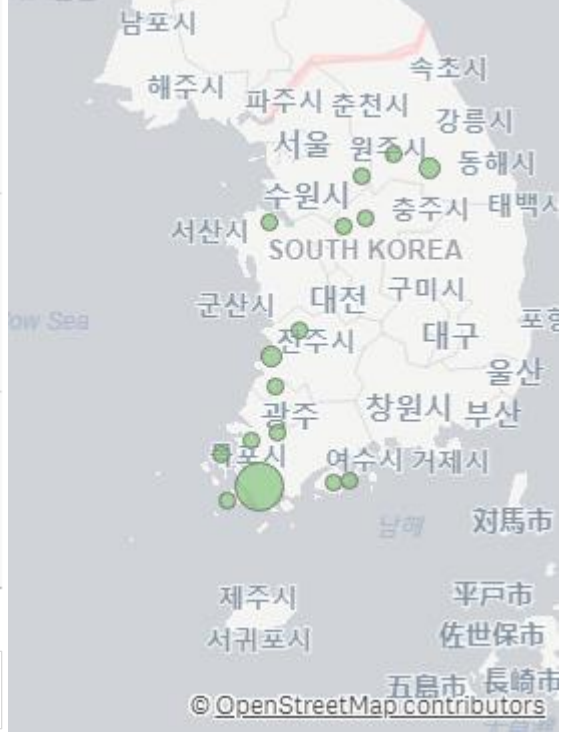 남포시
속초시
해주시
파주시 춘천시
강릉시
서울 원주시
동해시
수원시
충주시 태백시
서산시
SOUTH KOREA
군산시 대전 구미시
ow Sea
포항
전주시 대구
울산
광주 창원시 부산
목포시 여수시 거제시
남해
対馬市
제주시
平戸市
서귀포시
佐世保市
五島市 長崎市
© OpenStreetMap contributors